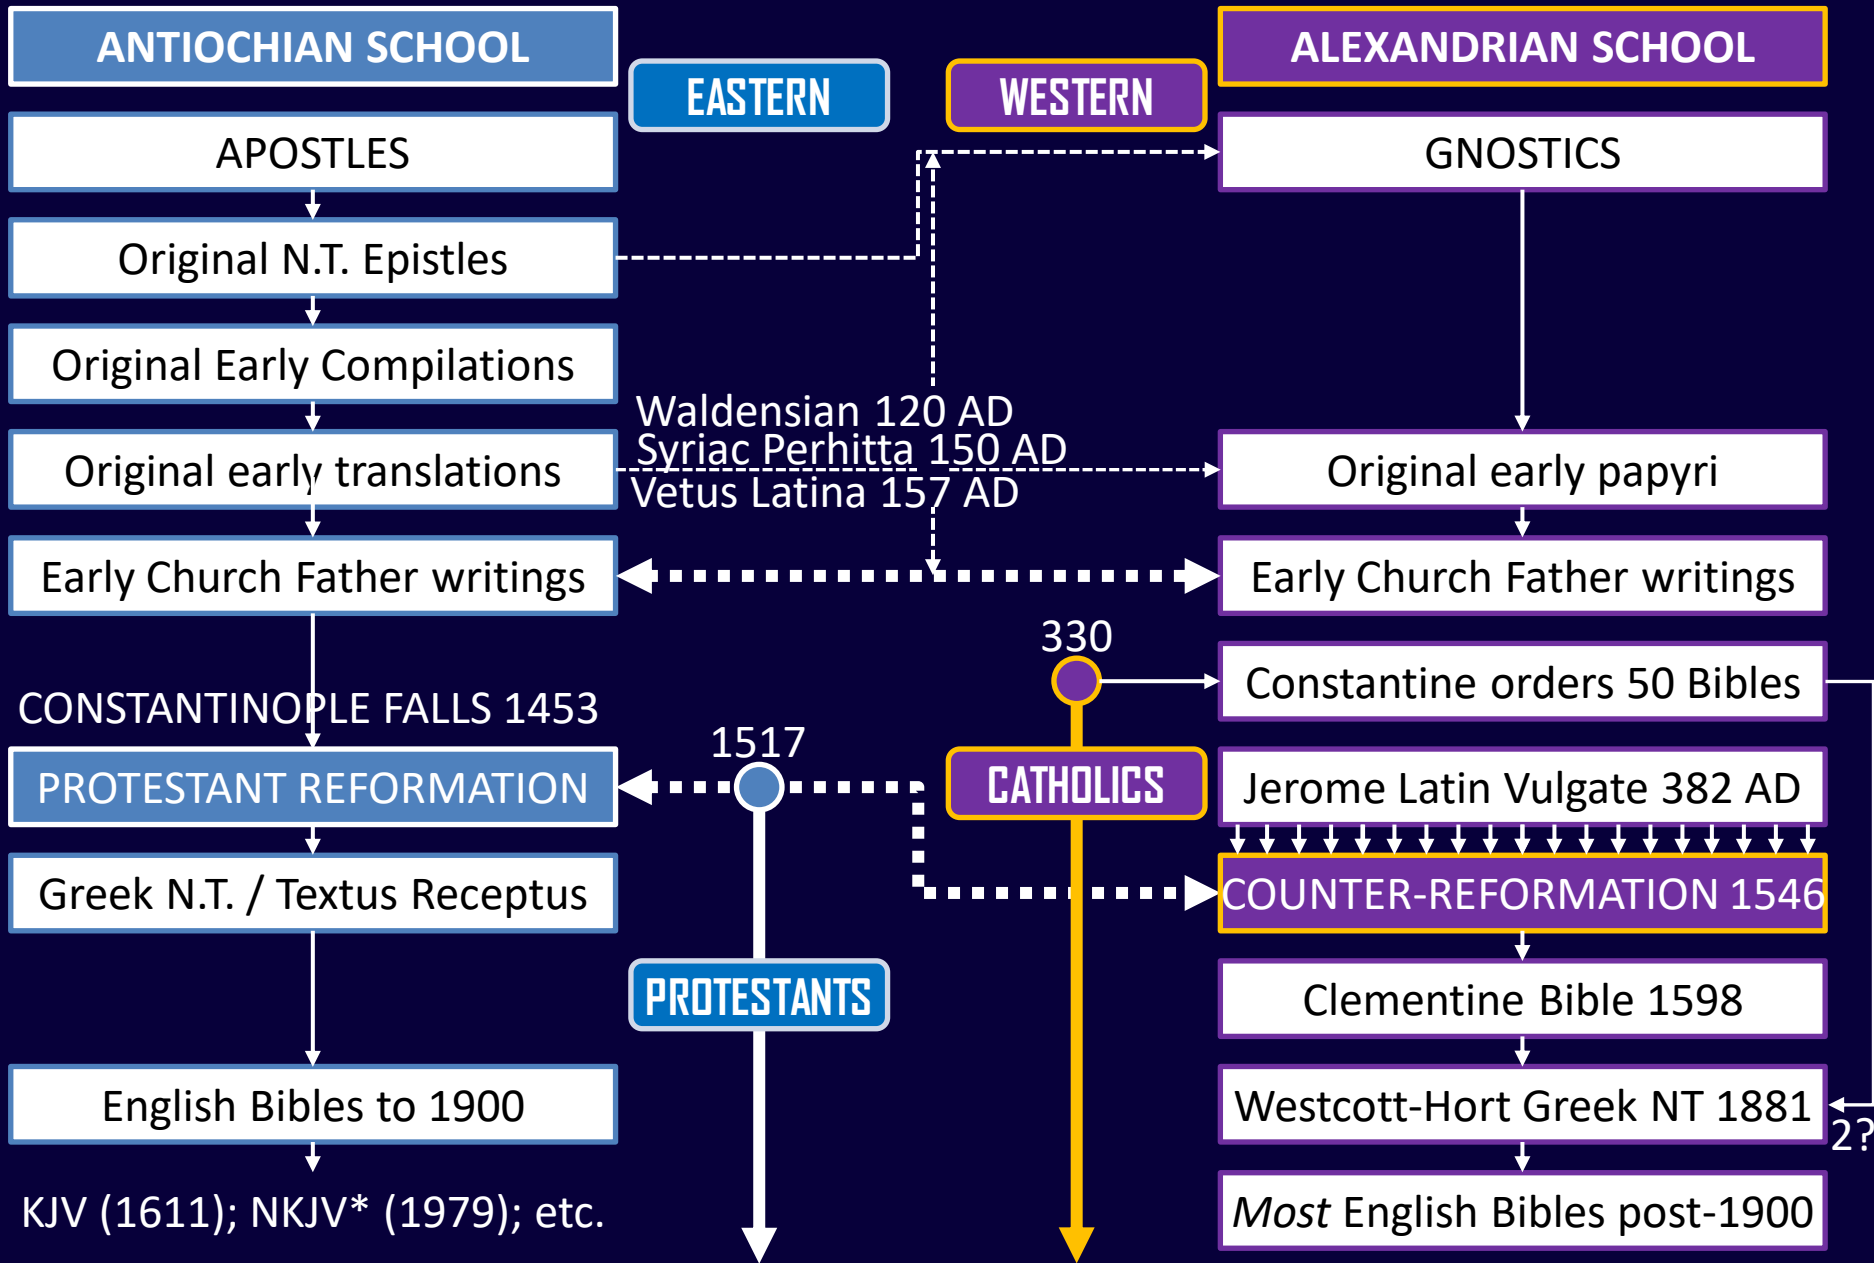 ANTIOCHIAN SCHOOL
ALEXANDRIAN SCHOOL
EASTERN
WESTERN
APOSTLES
GNOSTICS
Original N.T. Epistles
Original Early Compilations
Waldensian 120 AD
Syriac Perhitta 150 AD
Vetus Latina 157 AD
Original early translations
Original early papyri
Early Church Father writings
Early Church Father writings
330
Constantine orders 50 Bibles
CONSTANTINOPLE FALLS 1453
1517
PROTESTANT REFORMATION
CATHOLICS
Jerome Latin Vulgate 382 AD
Greek N.T. / Textus Receptus
COUNTER-REFORMATION 1546
PROTESTANTS
Clementine Bible 1598
English Bibles to 1900
Westcott-Hort Greek NT 1881
2?
KJV (1611); NKJV* (1979); etc.
Most English Bibles post-1900